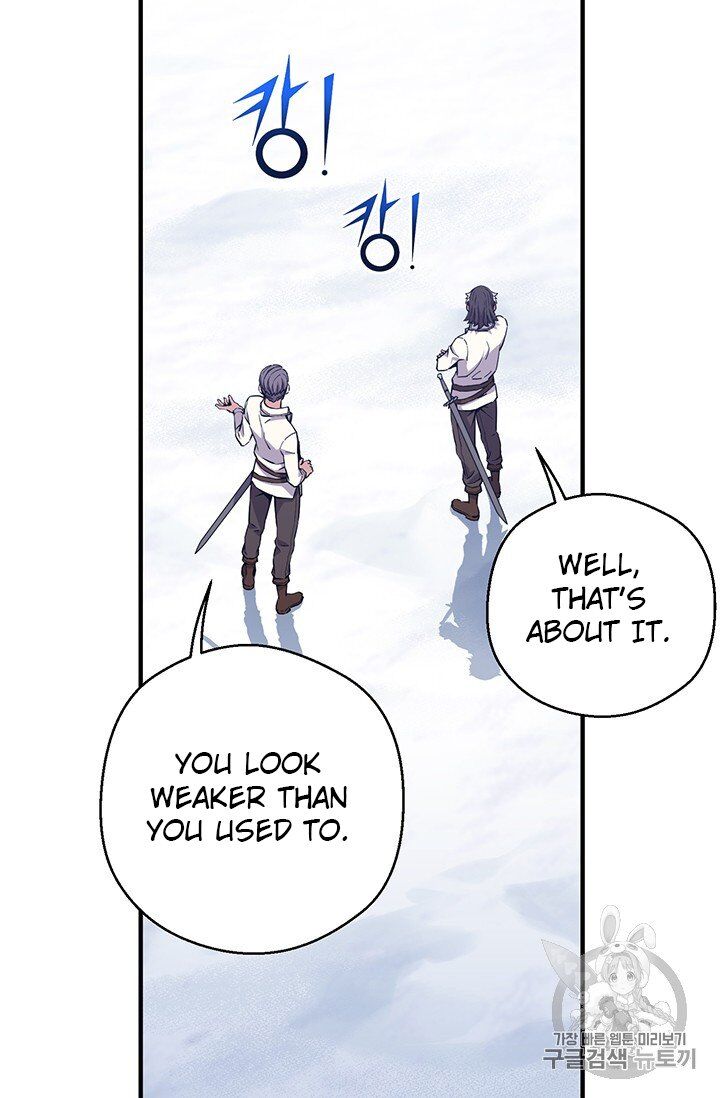 캉!
캉!
WELL,
THAT'S
ABOUT IT.
YOU LOOK
WEAKER THAN
YOU USED TO.
가장 빠른 웹툰 미리보기
구글검색 뉴토끼